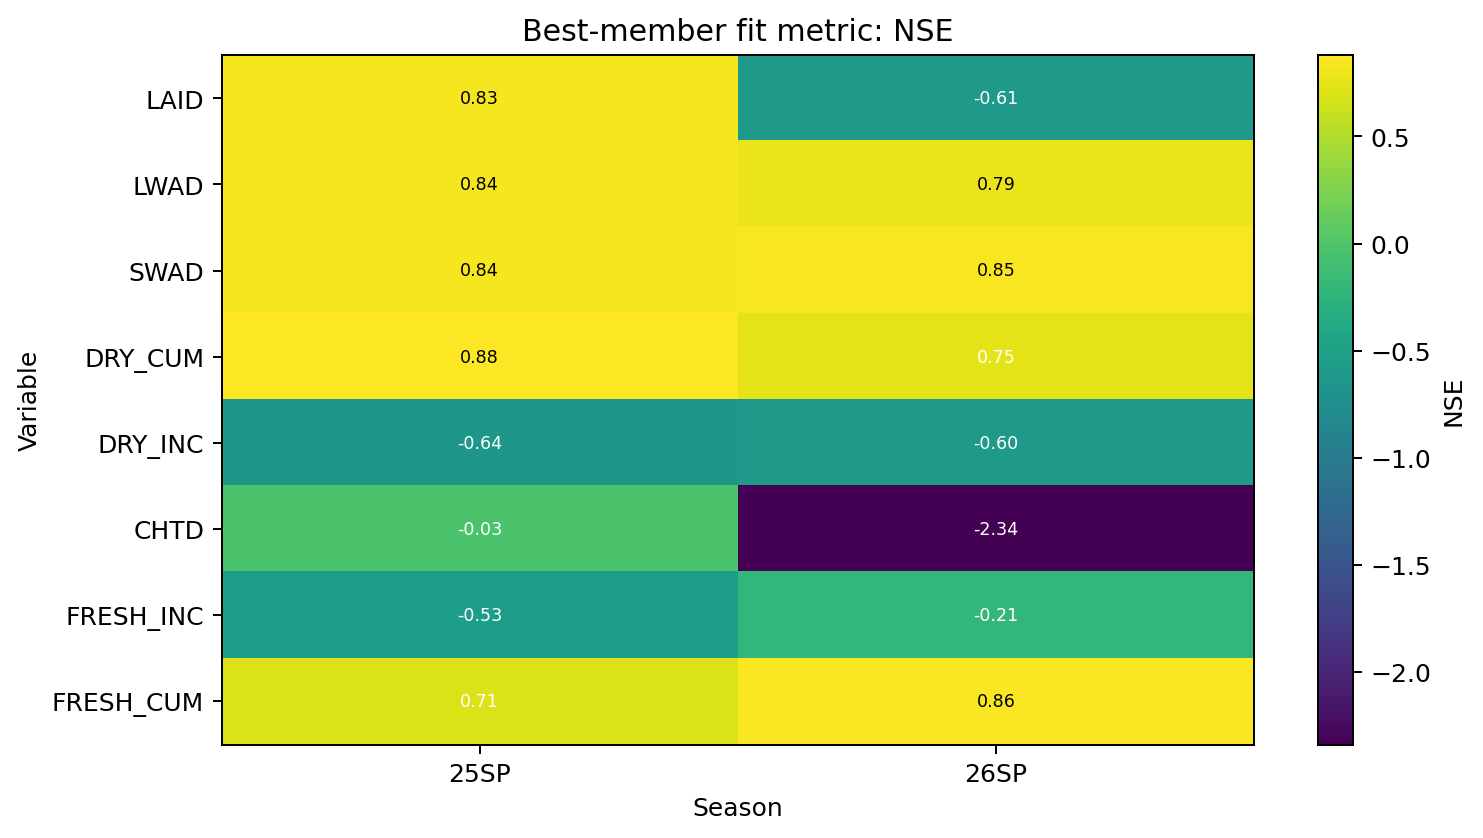 Best-member fit metric: NSE
LAID 0.83 -0.61
LWAD 0.84 0.79
SWAD 0.84 0.85
DRY_CUM 0.88 0.75
DRY_INC -0.64 -0.60
CHTD -0.03 -2.34
FRESH_INC -0.53 -0.21
FRESH_CUM 0.71 0.86
25SP 26SP
Season
Variable
0.5
0.0
−0.5
−1.0
−1.5
−2.0
NSE